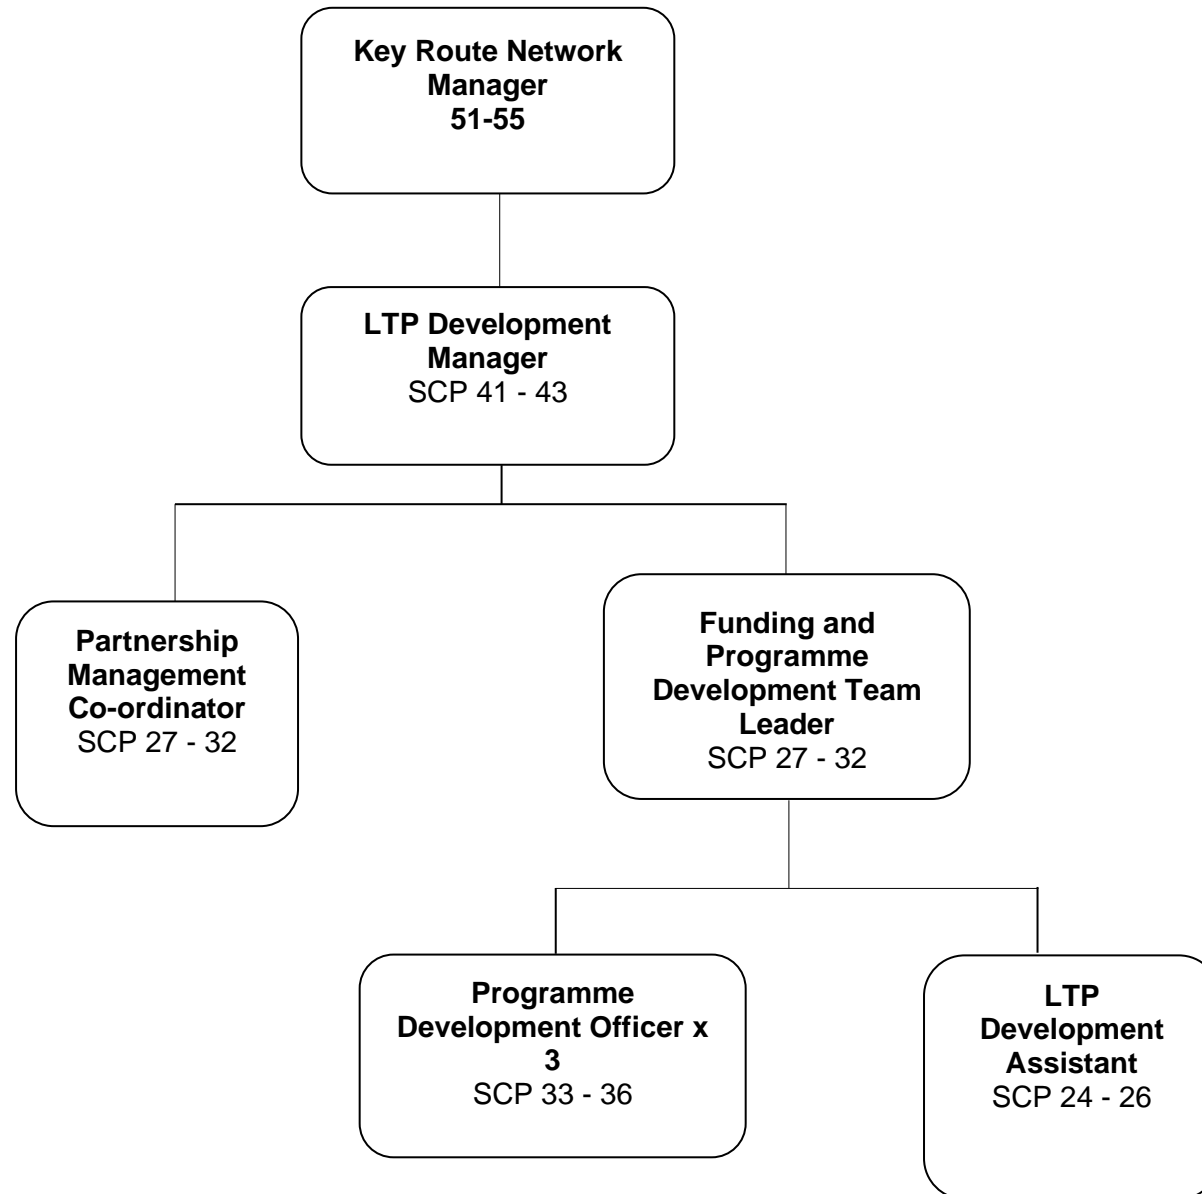 Key Route Network
Manager
51-55
LTP Development
Manager
SCP 41 - 43
Partnership
Management
Co-ordinator
SCP 27 - 32
Funding and
Programme
Development Team
Leader
SCP 27 - 32
Programme
Development Officer x
3
SCP 33 - 36
LTP
Development
Assistant
SCP 24 - 26